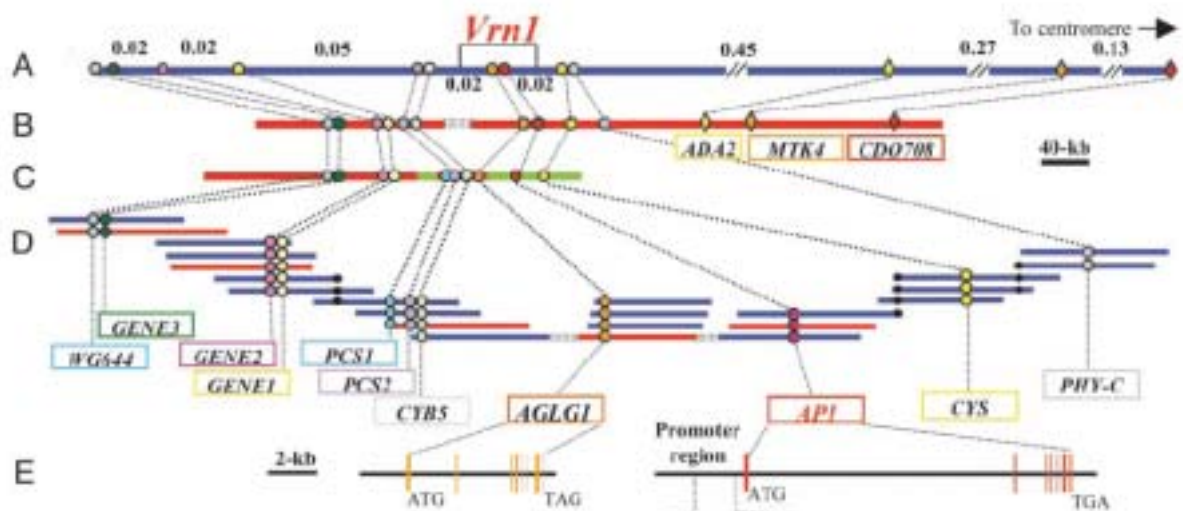 Vrn1
To centromere
0.02 0.02 0.05 0.45 0.27 0.13
A
0.02 0.02
B
ADA2 MTK4 CDO708 40-kb
C
D
GENE3
WG644 GENE2 PCS1
GENE1 PCS2 PHY-C
CYB5 AGLG1 AP1 CYS
Promoter
region
2-kb
E
ATG TAG ATG TGA